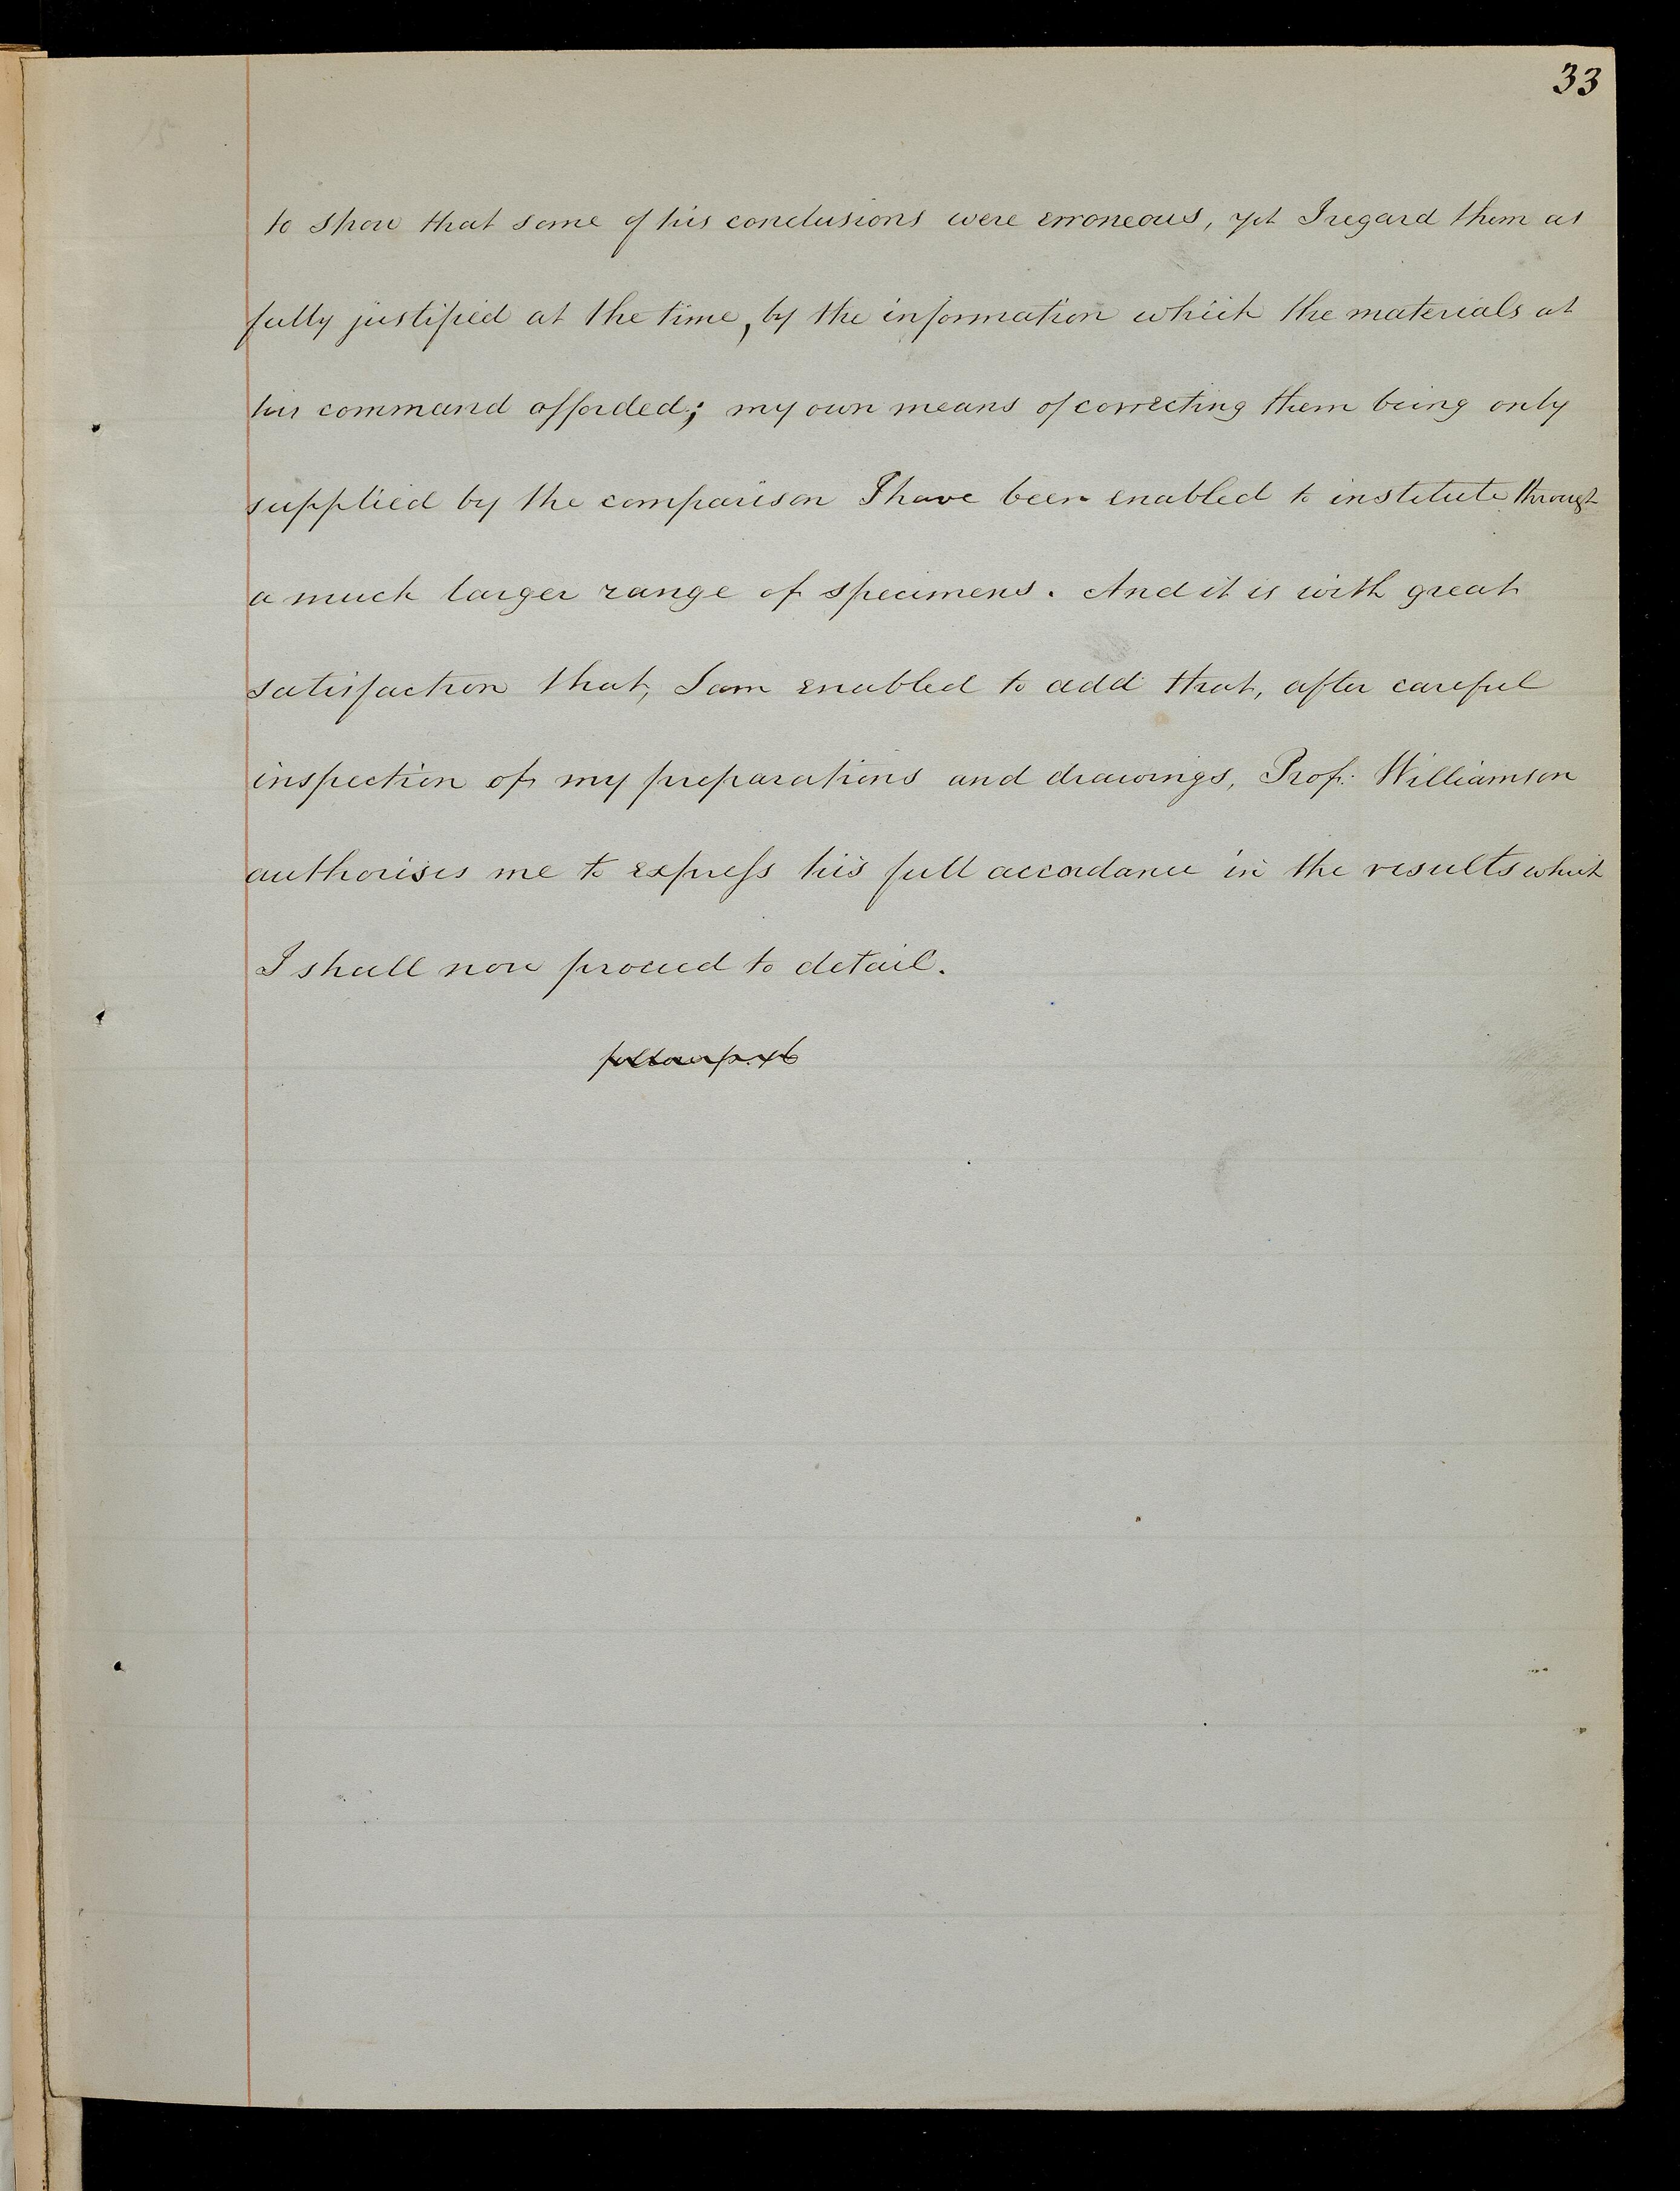 33
to show that some of his conclusions were erroneous, yet I regard them as
fully justified at the time, by the information which the materials at
his command afforded; my own means of correcting them being only
supplied by the comparison I have been enabled to institute through
a much larger range of specimens. And it is with great
satisfaction that, I am enabled to add that, after careful
inspection of my preparations and drawings, Prof. Williamson
authorises me to express his full accordance in the results which
I shall now proceed to detail.